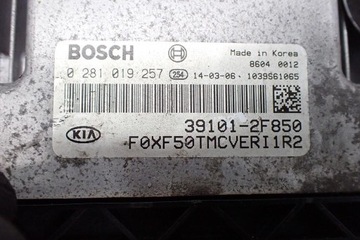 BOSCH
Made in Korea
8604 0012
0 281 019 257 254 14-03-06. 1039S61065
KIA
39101-2F850
F0XF50TMCVERI1R2